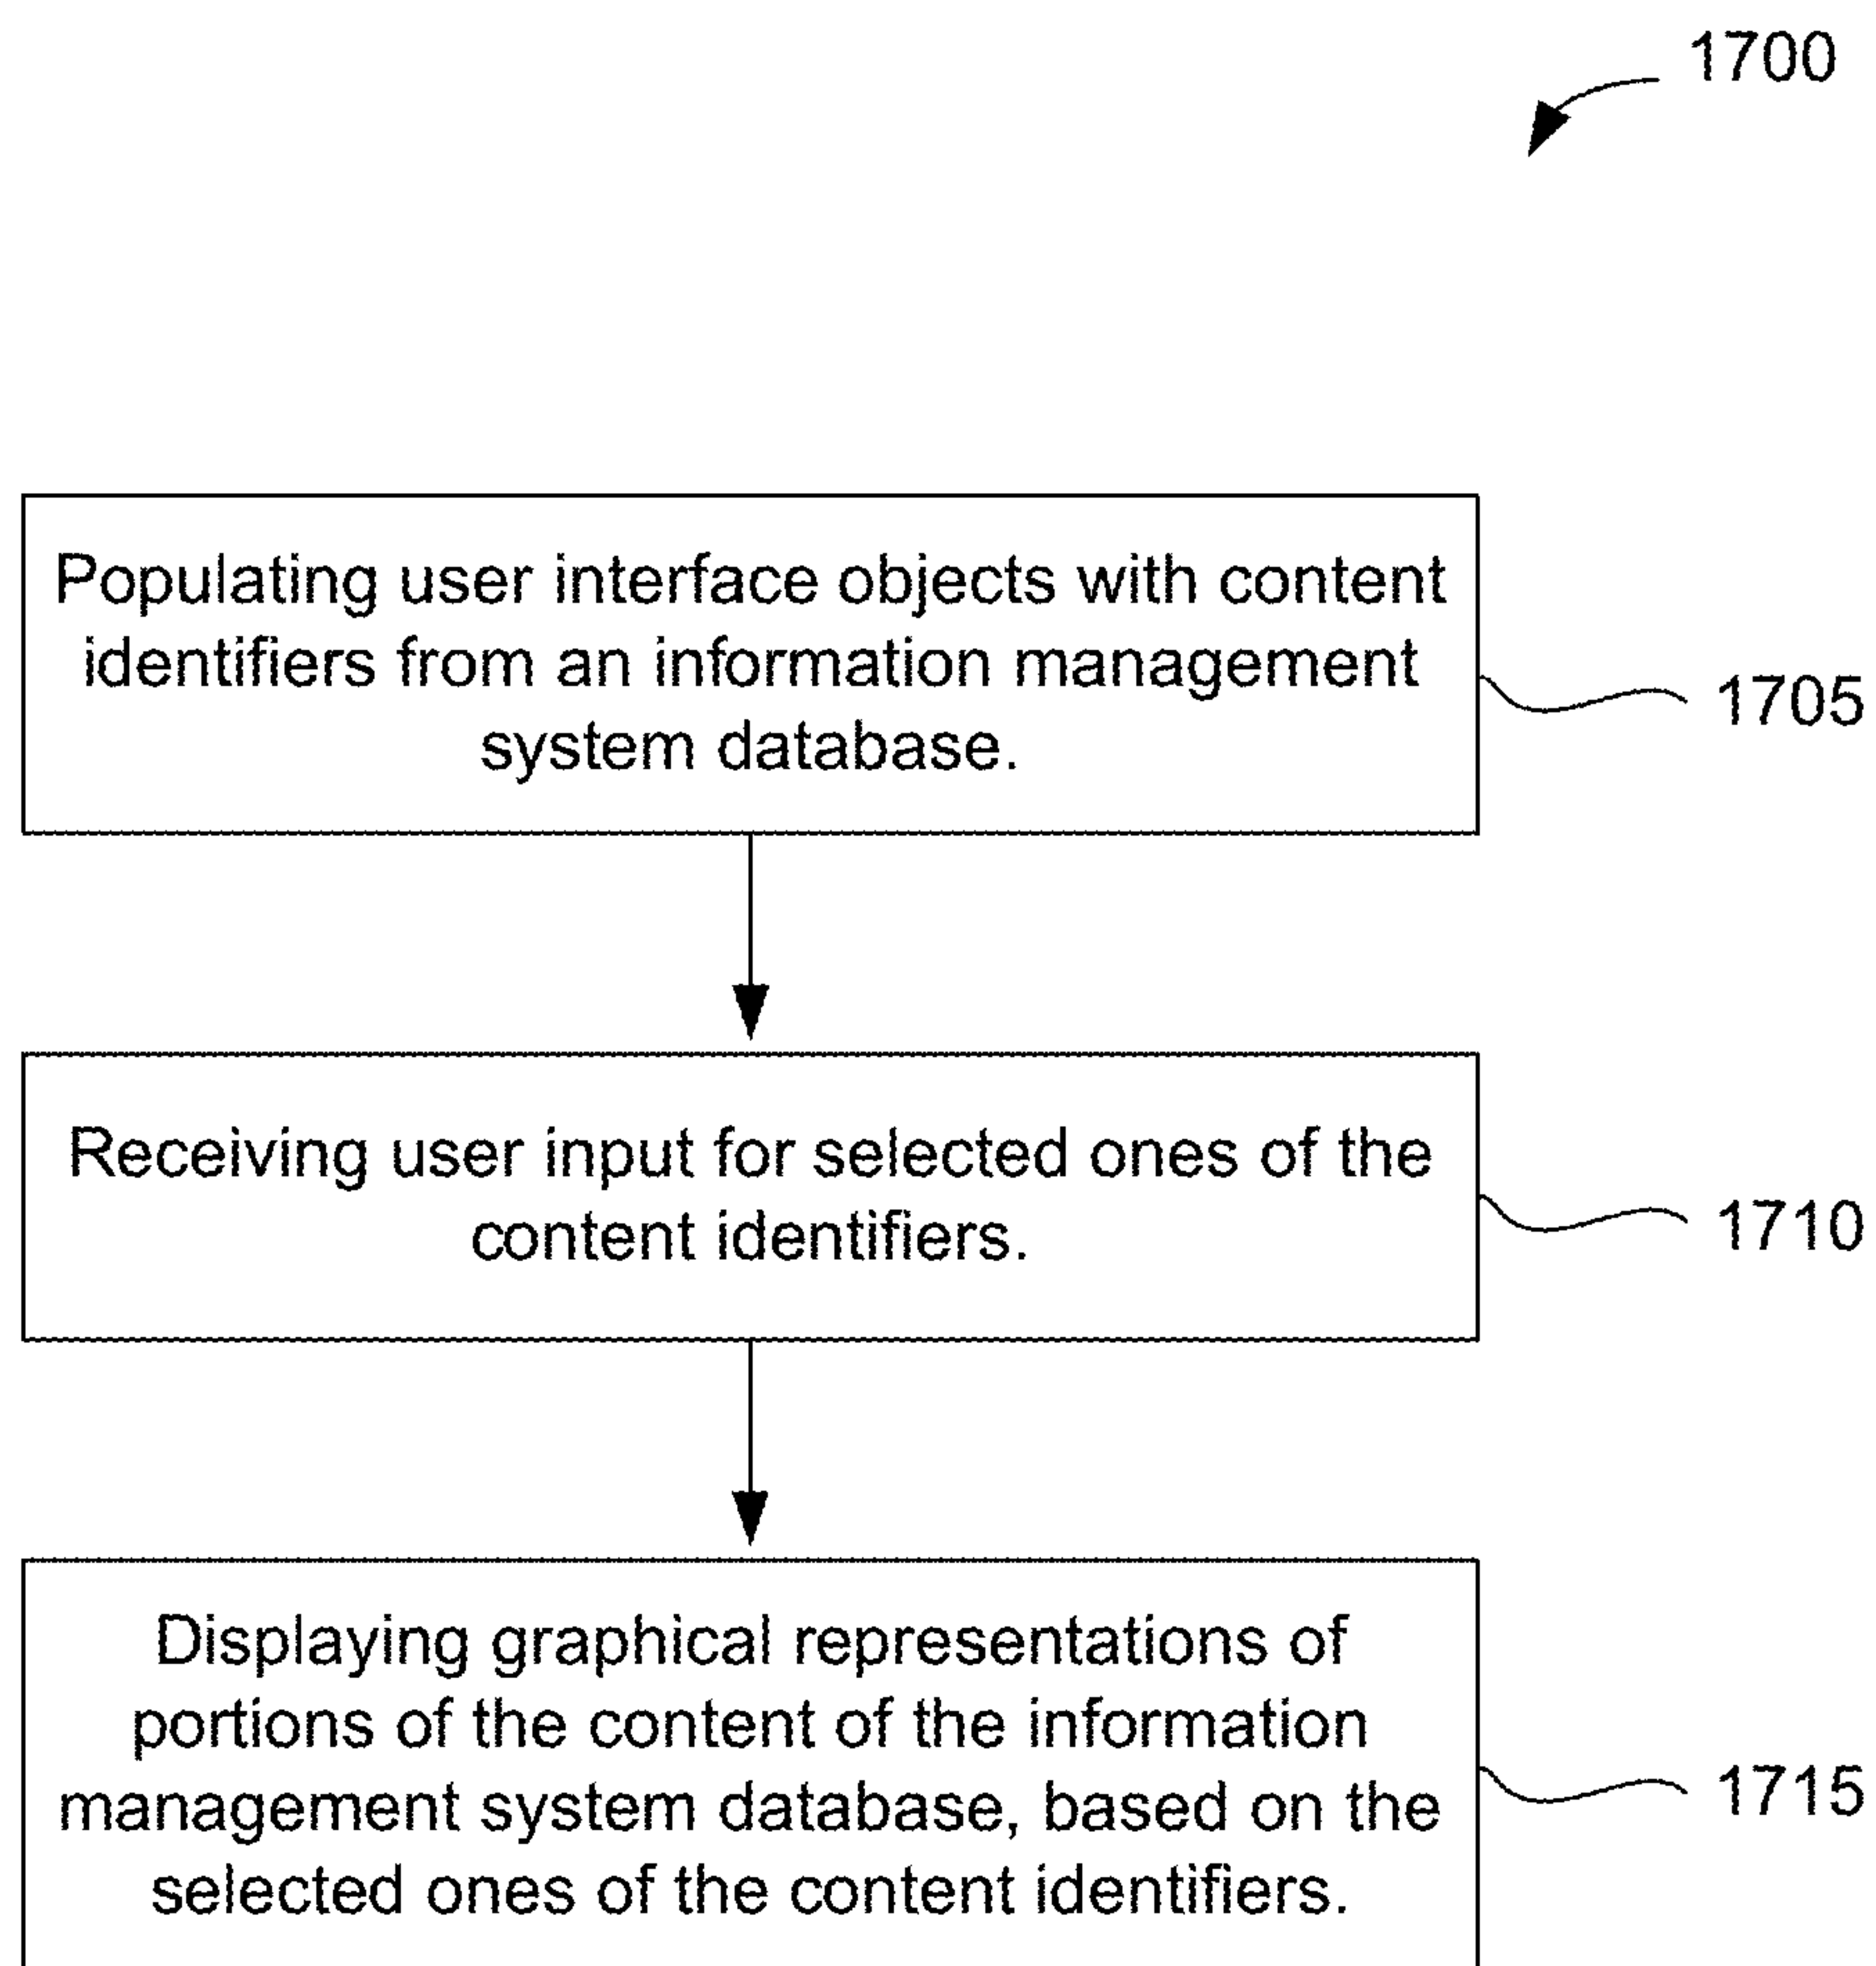 1700
Populating user interface objects with content
identifiers from an information management
system database.
1705
Receiving user input for selected ones of the
content identifiers.
1710
Displaying graphical representations of
portions of the content of the information
management system database, based on the
selected ones of the content identifiers.
1715